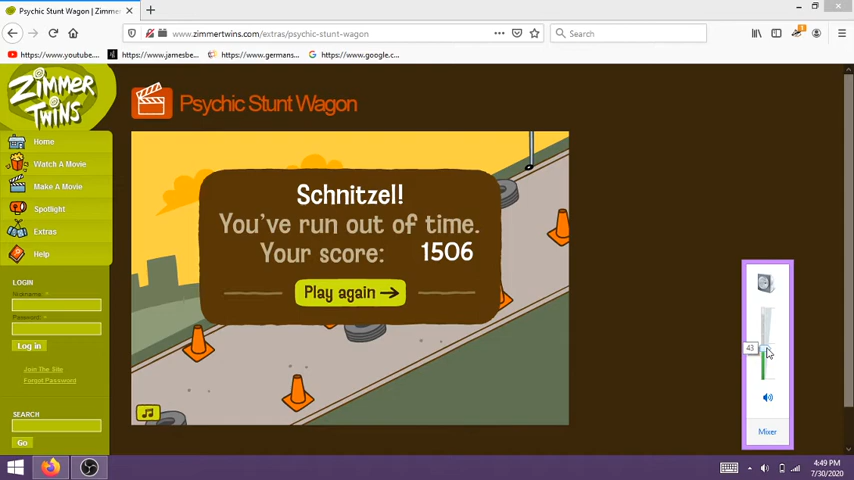 Psychic Stunt Wagon
www.zimmertwins.com/extras/psychic-stunt-wagon
Search
https://www.youtube...
https://www.jamesbe...
https://www.germans...
https://www.google.c...
ZIMMER
TWINS
Psychic Stunt Wagon
Home
Watch A Movie
Make A Movie
Spotlight
Extras
Help
LOGIN
Nickname:
Password:
Log in
Join The Site
Forgot Password
SEARCH
Go
Schnitzel!
You've run out of time.
Your score: 1506
Play again
43
Mixer
4:49 PM
7/30/2020